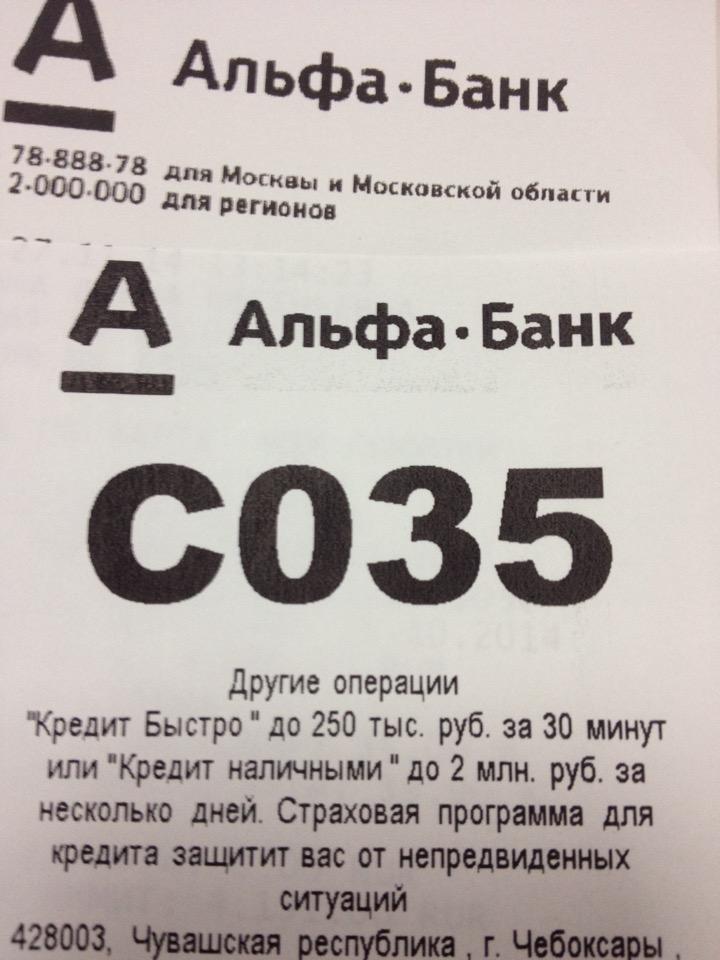 А
Альфа·Банк
78-888-78 для Москвы и Московской области
2-000-000 для регионов
А
Альфа·Банк
С035
Другие операции
"Кредит Быстро " до 250 тыс. руб. за 30 минут
или "Кредит наличными " до 2 млн. руб. за
несколько дней. Страховая программа для
кредита защитит вас от непредвиденных
ситуаций
428003, Чувашская республика , г. Чебоксары ,